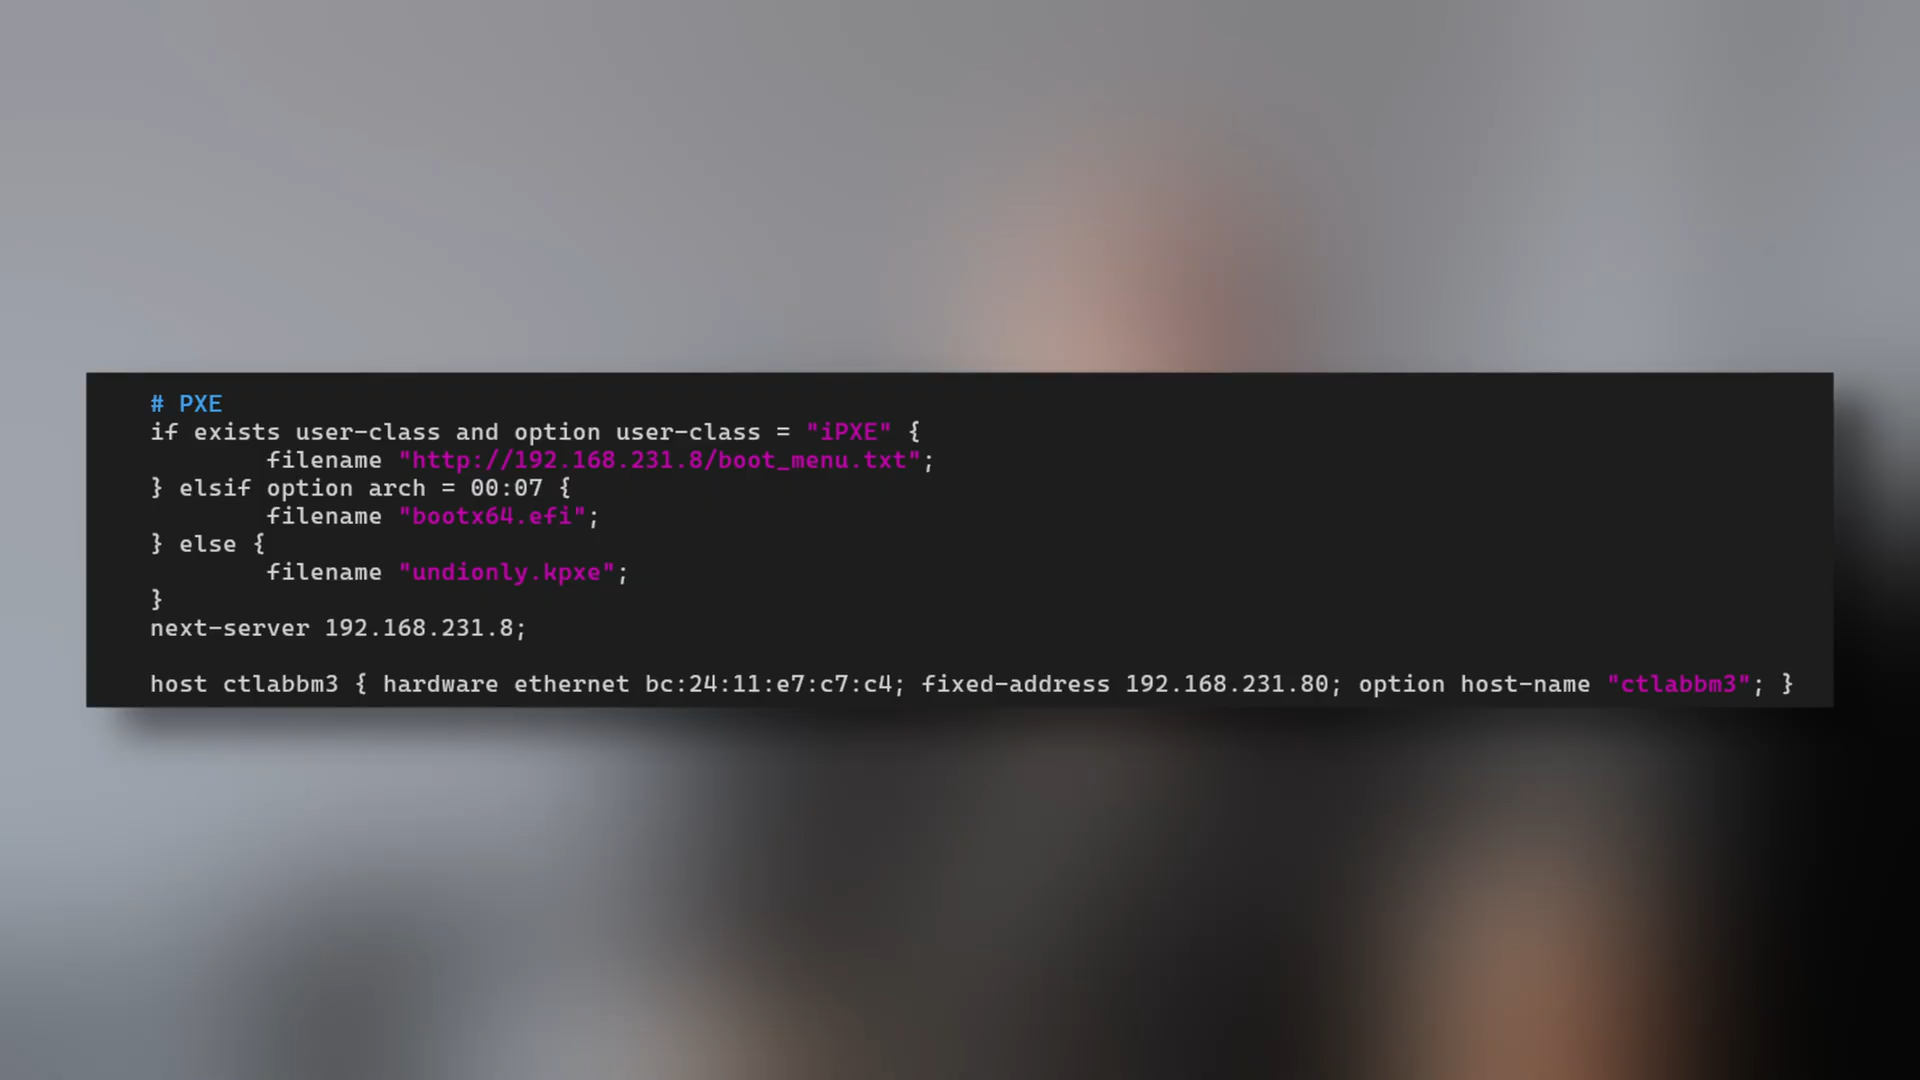 # PXE
if exists user-class and option user-class = "iPXE" {
filename "http://192.168.231.8/boot_menu.txt";
} elsif option arch = 00:07 {
filename "bootx64.efi";
} else {
filename "undionly.kpxe";
}
next-server 192.168.231.8;
host ctlabbm3 { hardware ethernet bc:24:11:e7:c7:c4; fixed-address 192.168.231.80; option host-name "ctlabbm3"; }